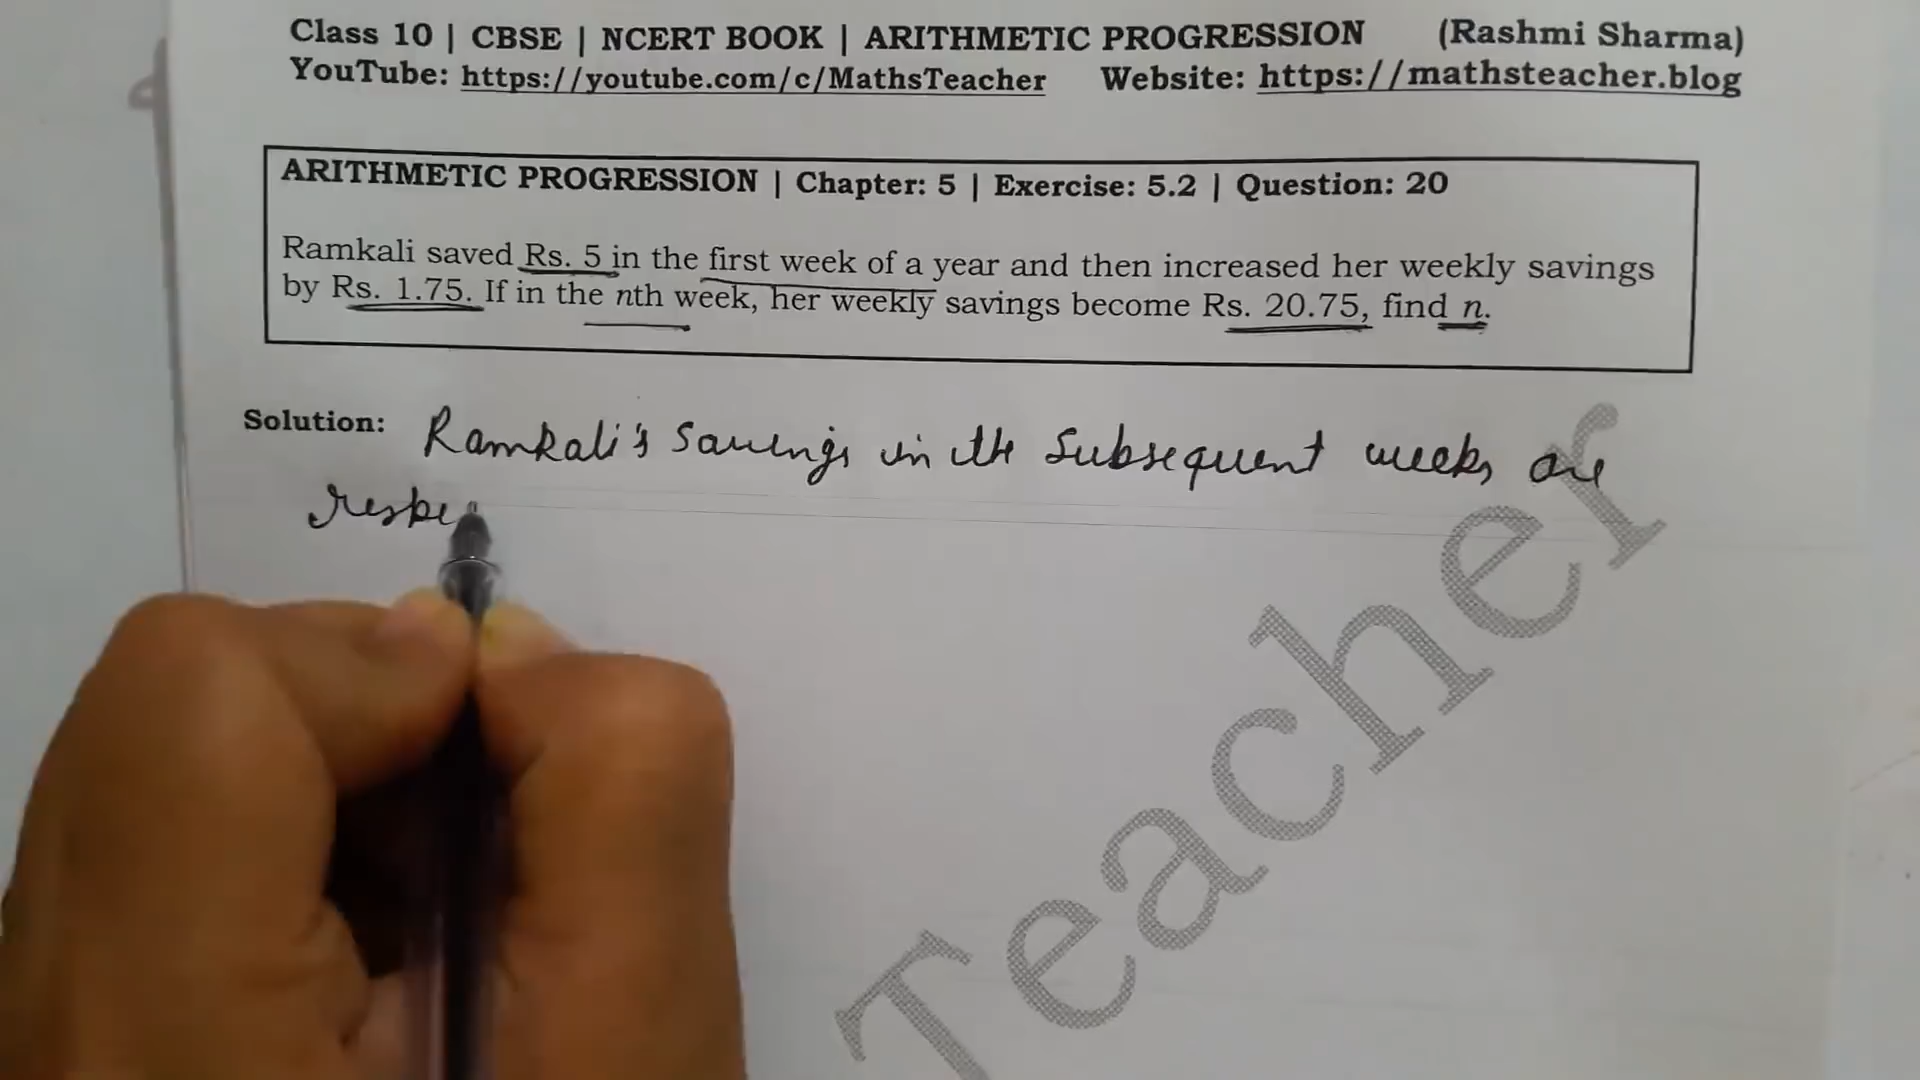 Class 10 | CBSE | NCERT BOOK | ARITHMETIC PROGRESSION (Rashmi Sharma)
YouTube: https://youtube.com/c/MathsTeacher Website: https://mathsteacher.blog
ARITHMETIC PROGRESSION | Chapter: 5 | Exercise: 5.2 | Question: 20
Ramkali saved Rs. 5 in the first week of a year and then increased her weekly savings
by Rs. 1.75. If in the nth week, her weekly savings become Rs. 20.75, find n.
Solution: Ramkali's savings in the subsequent weeks are
respe
Teacher